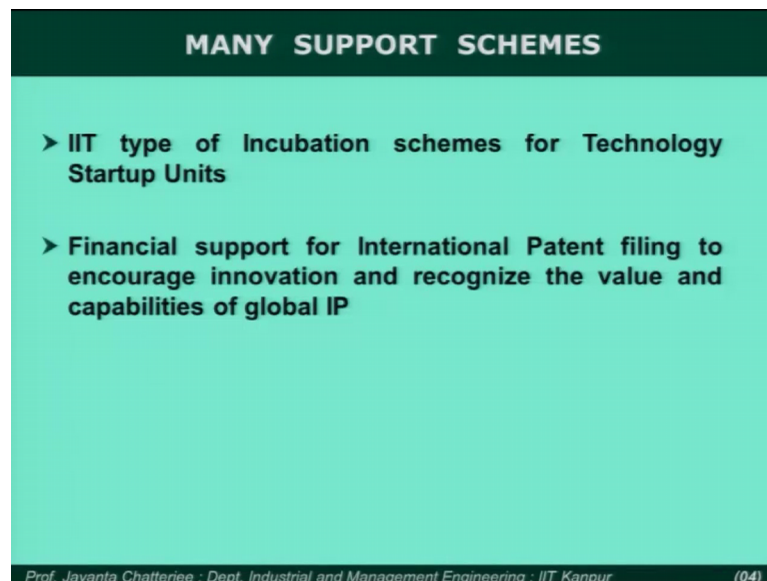 MANY SUPPORT SCHEMES
➤ IIT type of Incubation schemes for Technology
Startup Units
➤ Financial support for International Patent filing to
encourage innovation and recognize the value and
capabilities of global IP
Prof. Jayanta Chatterjee : Dept. Industrial and Management Engineering : IIT Kanpur (04)